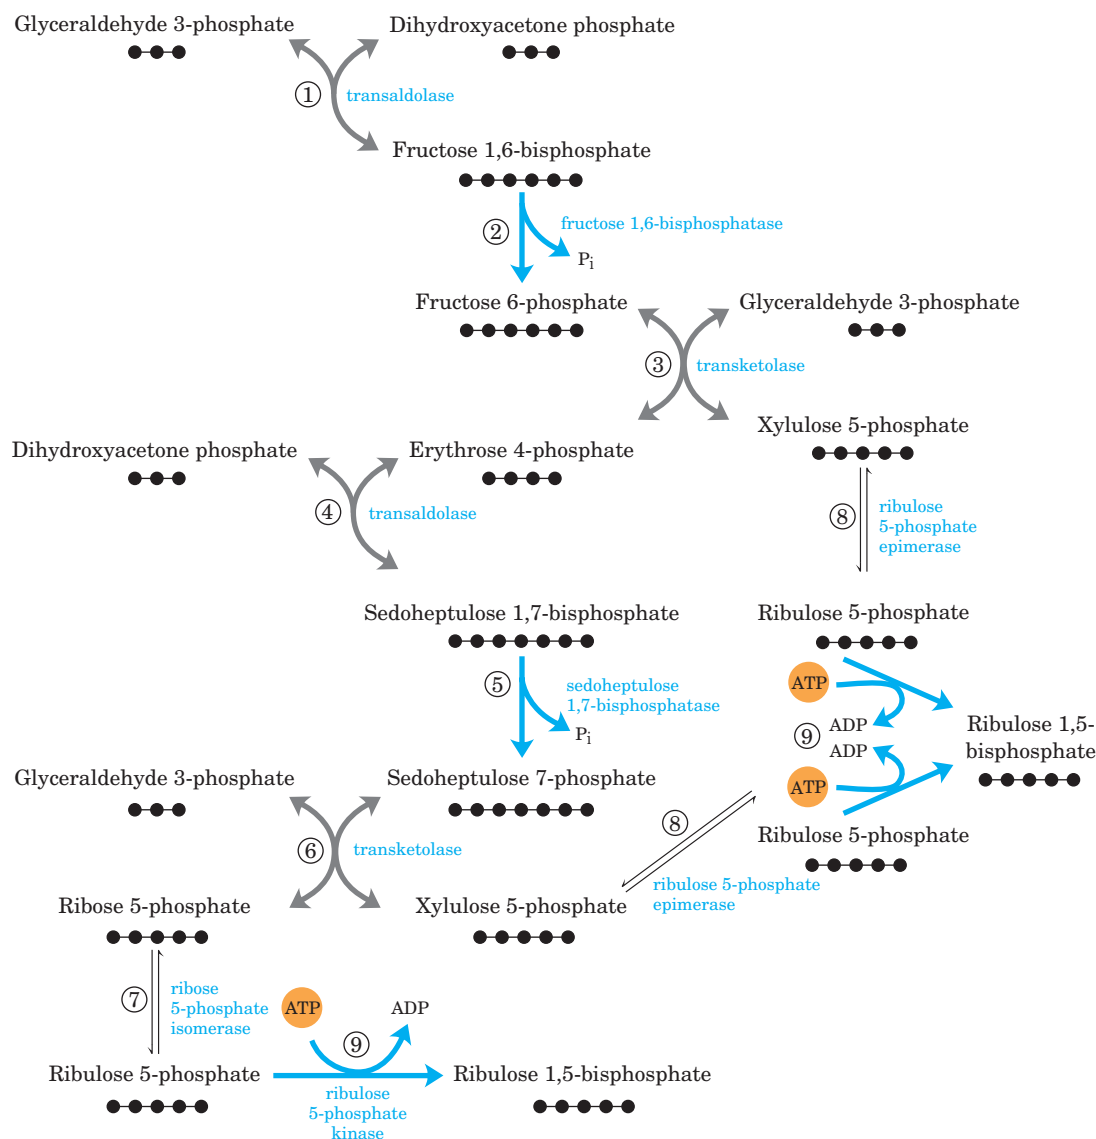 Glyceraldehyde 3-phosphate
Dihydroxyacetone phosphate
1
transaldolase
Fructose 1,6-bisphosphate
2
fructose 1,6-bisphosphatase
Pi
Fructose 6-phosphate
Glyceraldehyde 3-phosphate
3
transketolase
Xylulose 5-phosphate
Dihydroxyacetone phosphate
Erythrose 4-phosphate
4
transaldolase
8
ribulose
5-phosphate
epimerase
Sedoheptulose 1,7-bisphosphate
Ribulose 5-phosphate
5
sedoheptulose
1,7-bisphosphatase
Pi
ATP
ADP
9
ADP
ATP
Ribulose 1,5-
bisphosphate
Glyceraldehyde 3-phosphate
Sedoheptulose 7-phosphate
Ribulose 5-phosphate
6
transketolase
8
ribulose 5-phosphate
epimerase
Ribose 5-phosphate
Xylulose 5-phosphate
7
ribose
5-phosphate
isomerase
ATP
ADP
9
Ribulose 5-phosphate
Ribulose 1,5-bisphosphate
ribulose
5-phosphate
kinase